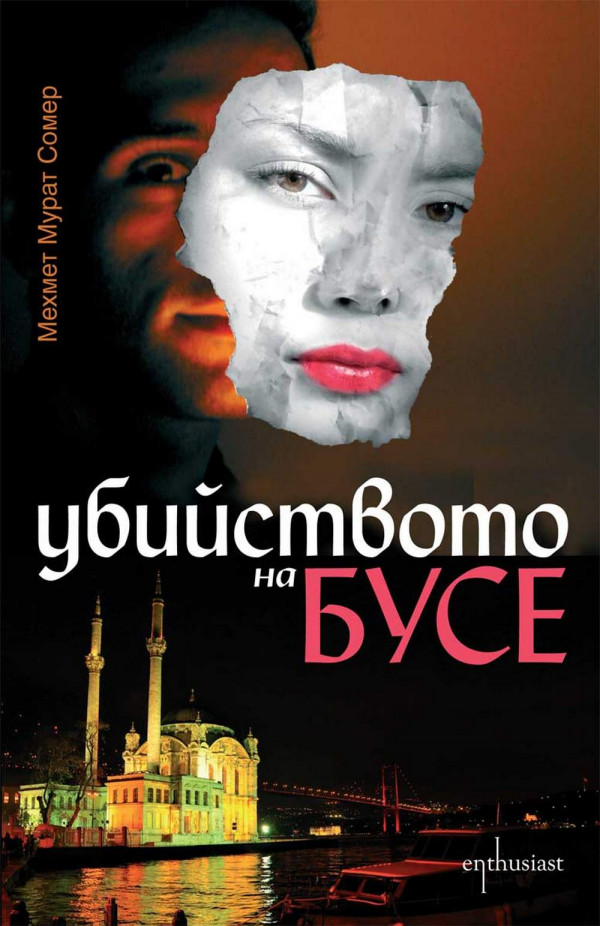 Мехмет Мурат Сомер
убийството
на
БУСЕ
enthusiast